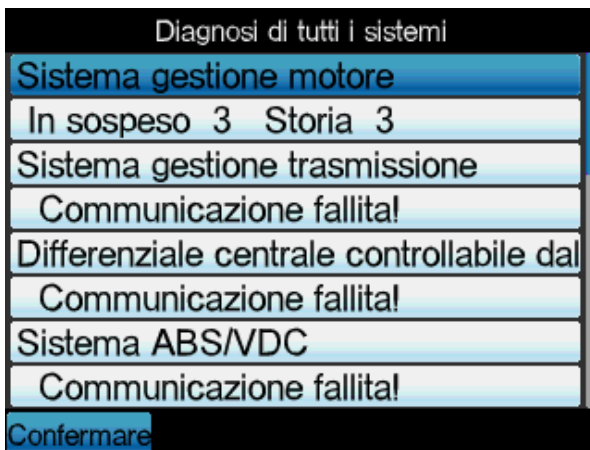 Diagnosi di tutti i sistemi
Sistema gestione motore
In sospeso 3 Storia 3
Sistema gestione trasmissione
Communicazione fallita!
Differenziale centrale controllabile dal
Communicazione fallita!
Sistema ABS/VDC
Communicazione fallita!
Confermare